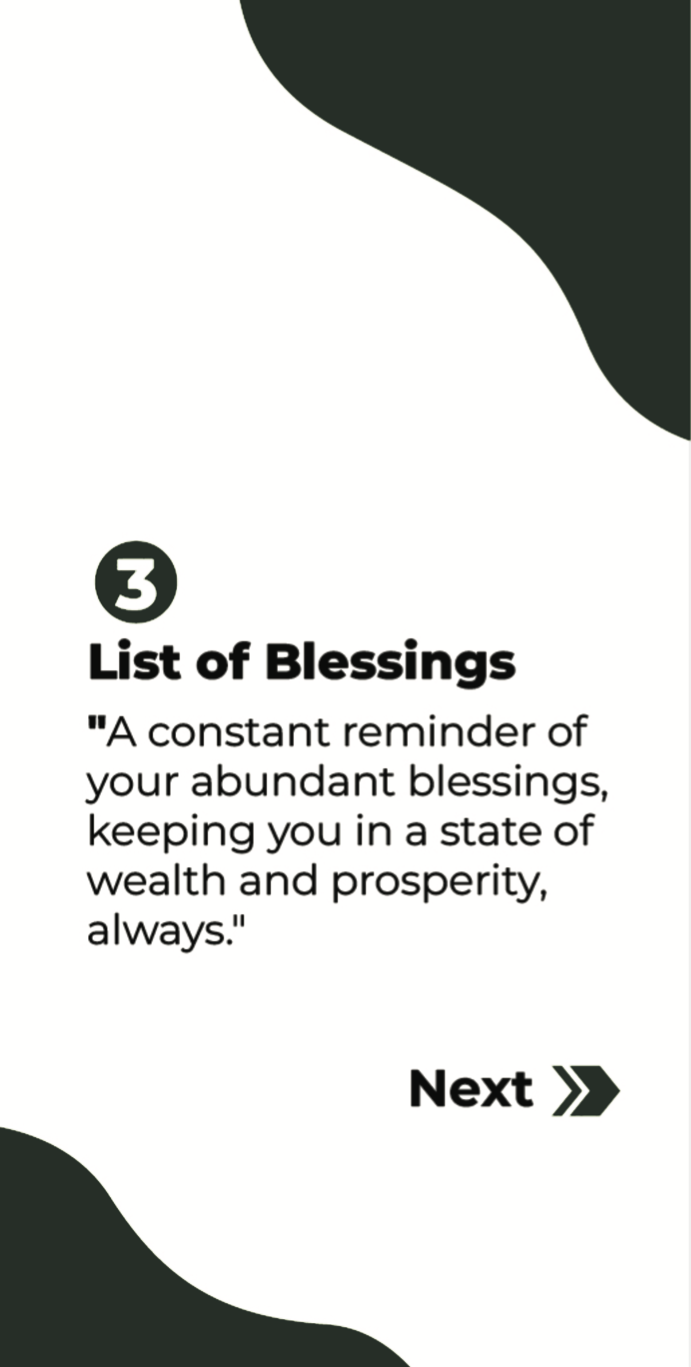 3
List of Blessings
"A constant reminder of
your abundant blessings,
keeping you in a state of
wealth and prosperity,
always."
Next